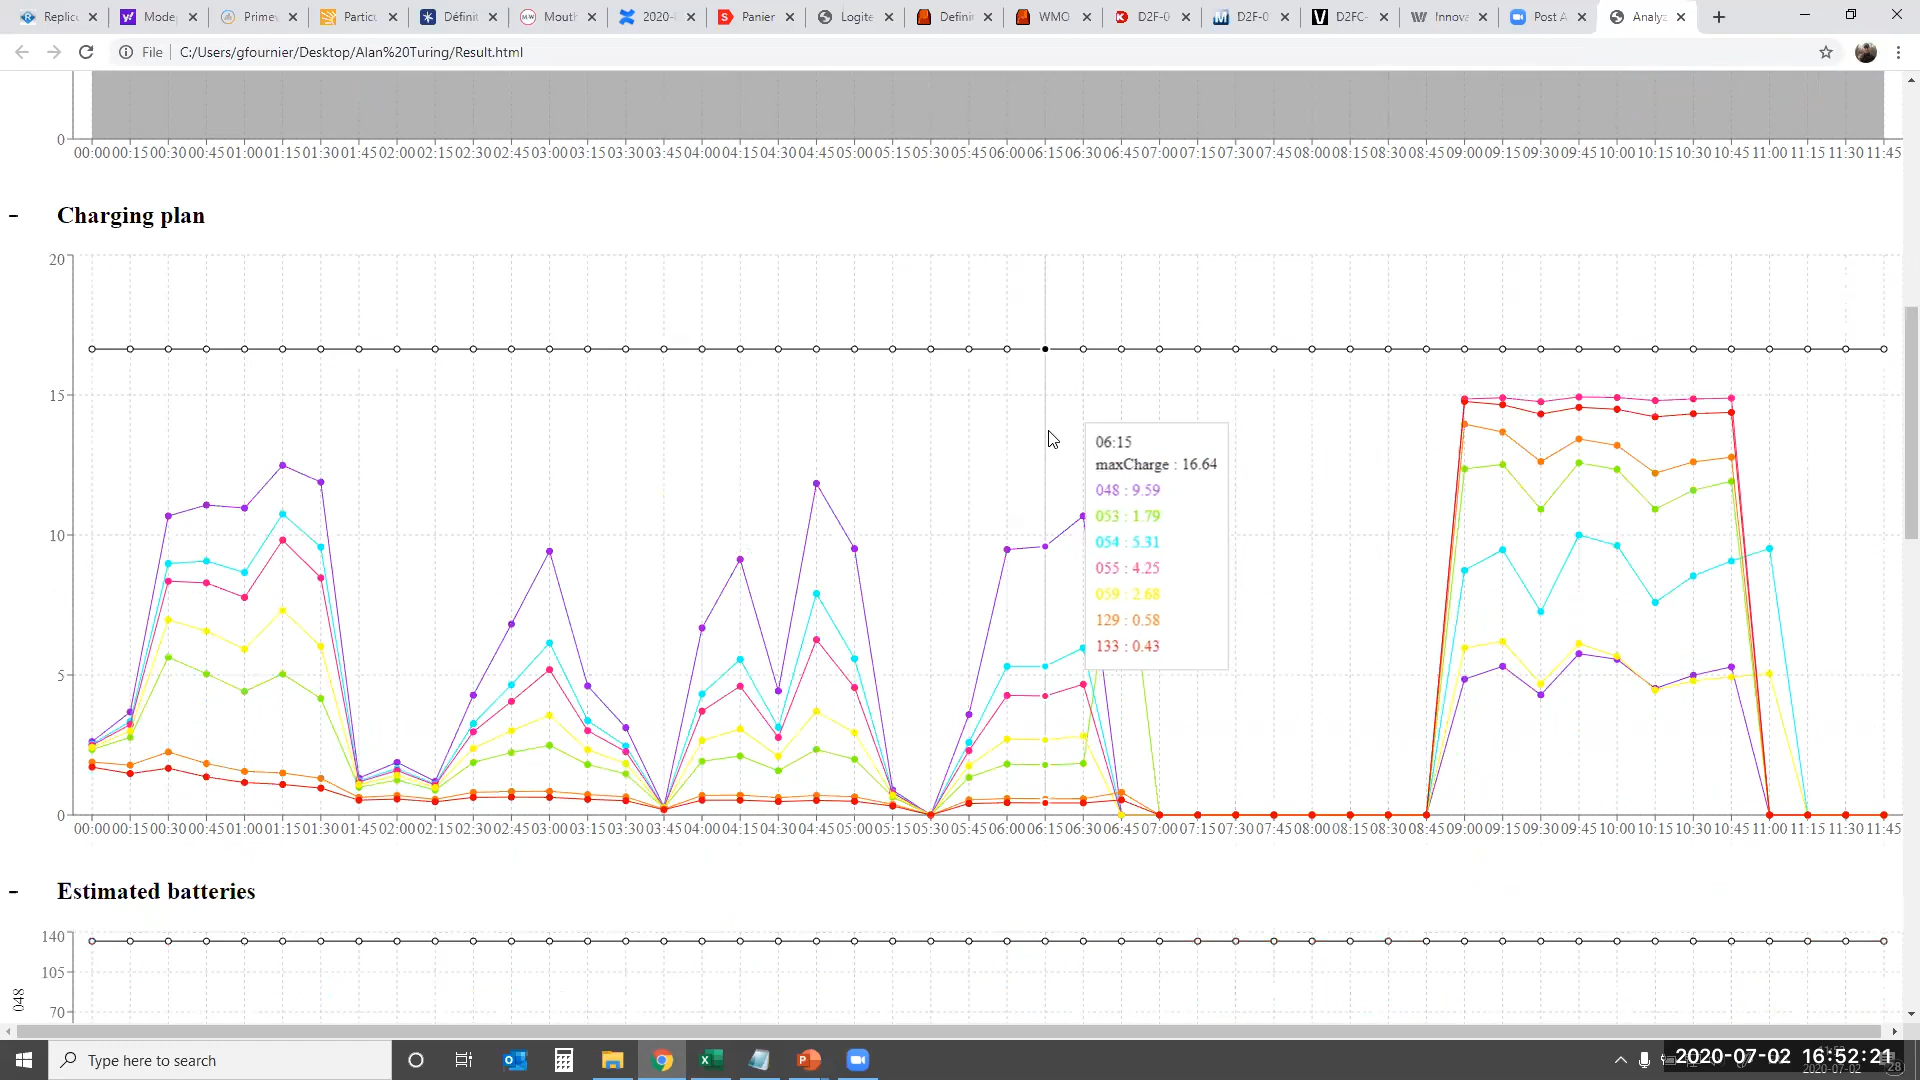 Replic
Mode
Prime
Partic
Définit
Mouth
2020-
Panier
Logite
Definit
WMO
D2F-0
D2F-0
D2FC-
Innova
Post A
Analyz
File
C:/Users/gfournier/Desktop/Alan%20Turing/Result.html
0
00:00 00:15 00:30 00:45 01:00 01:15 01:30 01:45 02:00 02:15 02:30 02:45 03:00 03:15 03:30 03:45 04:00 04:15 04:30 04:45 05:00 05:15 05:30 05:45 06:00 06:15 06:30 06:45 07:00 07:15 07:30 07:45 08:00 08:15 08:30 08:45 09:00 09:15 09:30 09:45 10:00 10:15 10:30 10:45 11:00 11:15 11:30 11:45
- Charging plan
20
15
10
5
0
06:15
maxCharge : 16.64
048 : 9.59
053 : 1.79
054 : 5.31
055 : 4.25
059 : 2.68
129 : 0.58
133 : 0.43
00:00 00:15 00:30 00:45 01:00 01:15 01:30 01:45 02:00 02:15 02:30 02:45 03:00 03:15 03:30 03:45 04:00 04:15 04:30 04:45 05:00 05:15 05:30 05:45 06:00 06:15 06:30 06:45 07:00 07:15 07:30 07:45 08:00 08:15 08:30 08:45 09:00 09:15 09:30 09:45 10:00 10:15 10:30 10:45 11:00 11:15 11:30 11:45
- Estimated batteries
140
105
70
048
Type here to search
2020-07-02 16:52:21
2020-07-02
28